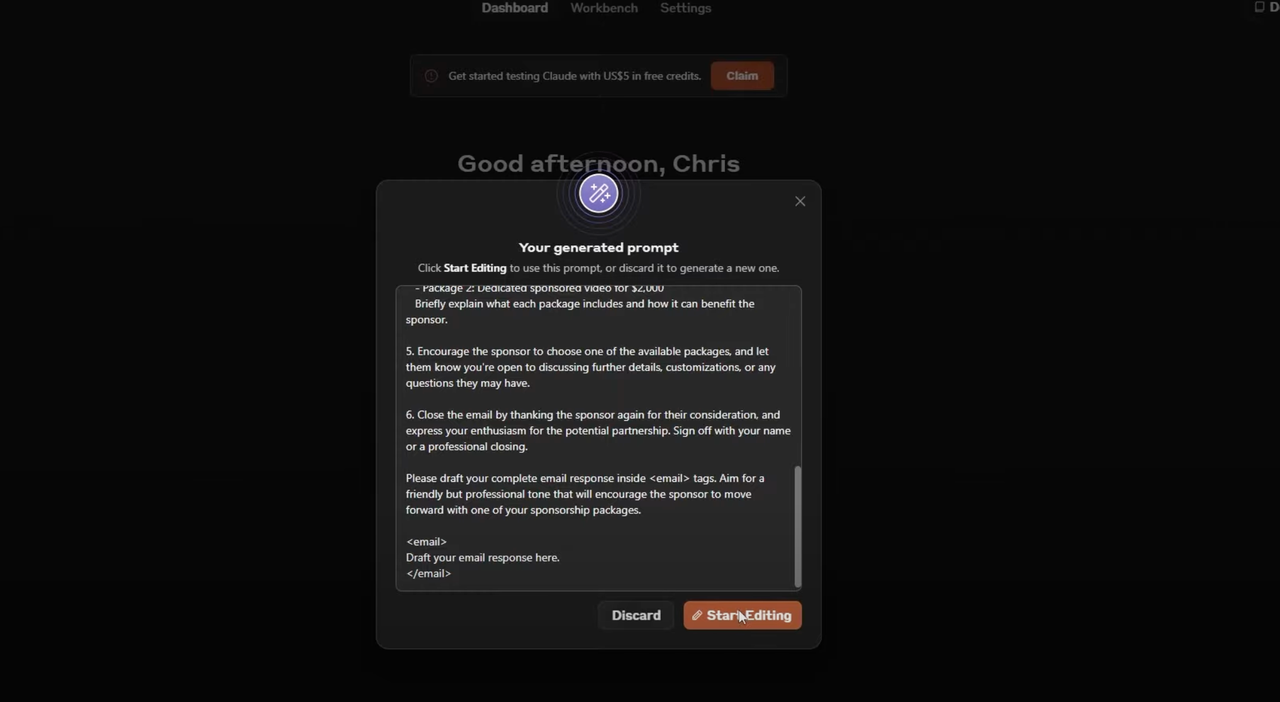 Dashboard Workbench Settings
Get started testing Claude with US$5 in free credits. Claim
Good afternoon, Chris
Your generated prompt
Click Start Editing to use this prompt, or discard it to generate a new one.
- Package 2: Dedicated sponsored video for $2,000
Briefly explain what each package includes and how it can benefit the
sponsor.
5. Encourage the sponsor to choose one of the available packages, and let
them know you're open to discussing further details, customizations, or any
questions they may have.
6. Close the email by thanking the sponsor again for their consideration, and
express your enthusiasm for the potential partnership. Sign off with your name
or a professional closing.
Please draft your complete email response inside <email> tags. Aim for a
friendly but professional tone that will encourage the sponsor to move
forward with one of your sponsorship packages.
<email>
Draft your email response here.
</email>
Discard Start Editing